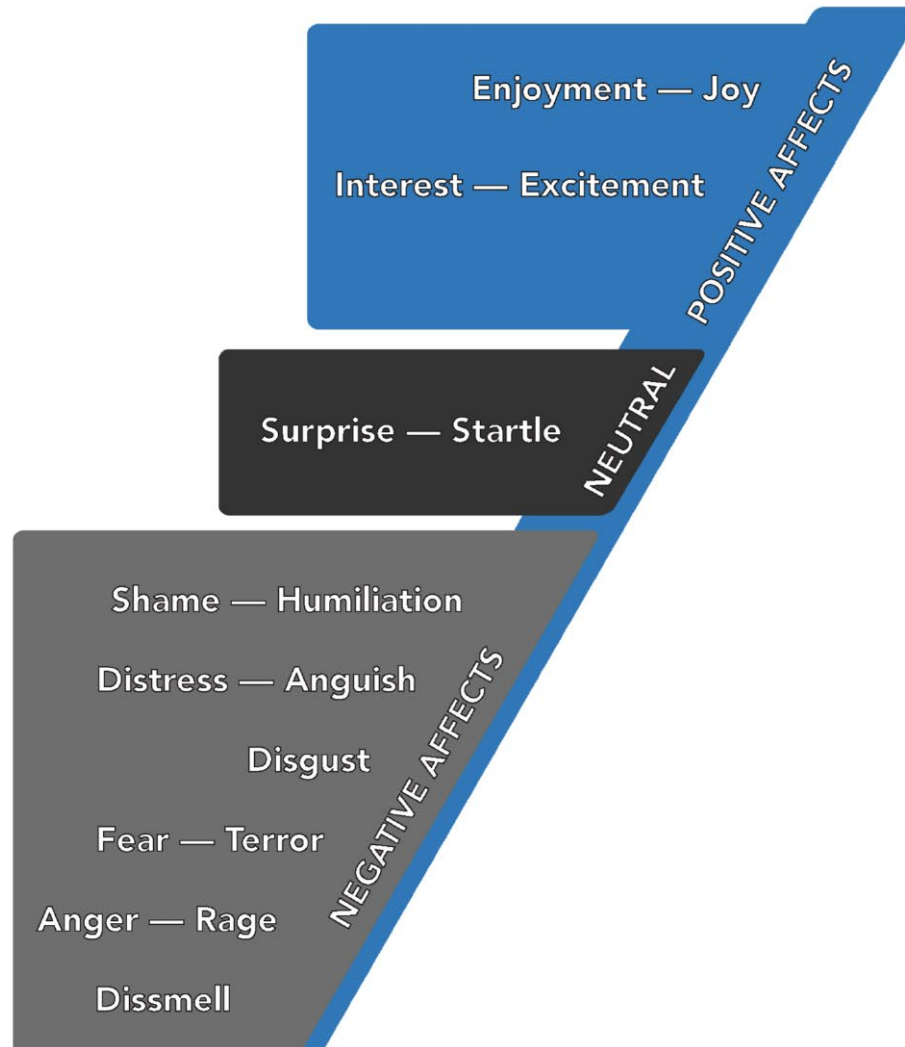 Enjoyment — Joy
Interest — Excitement
POSITIVE AFFECTS
Surprise — Startle
NEUTRAL
Shame — Humiliation
Distress — Anguish
Disgust
Fear — Terror
Anger — Rage
Dissmell
NEGATIVE AFFECTS